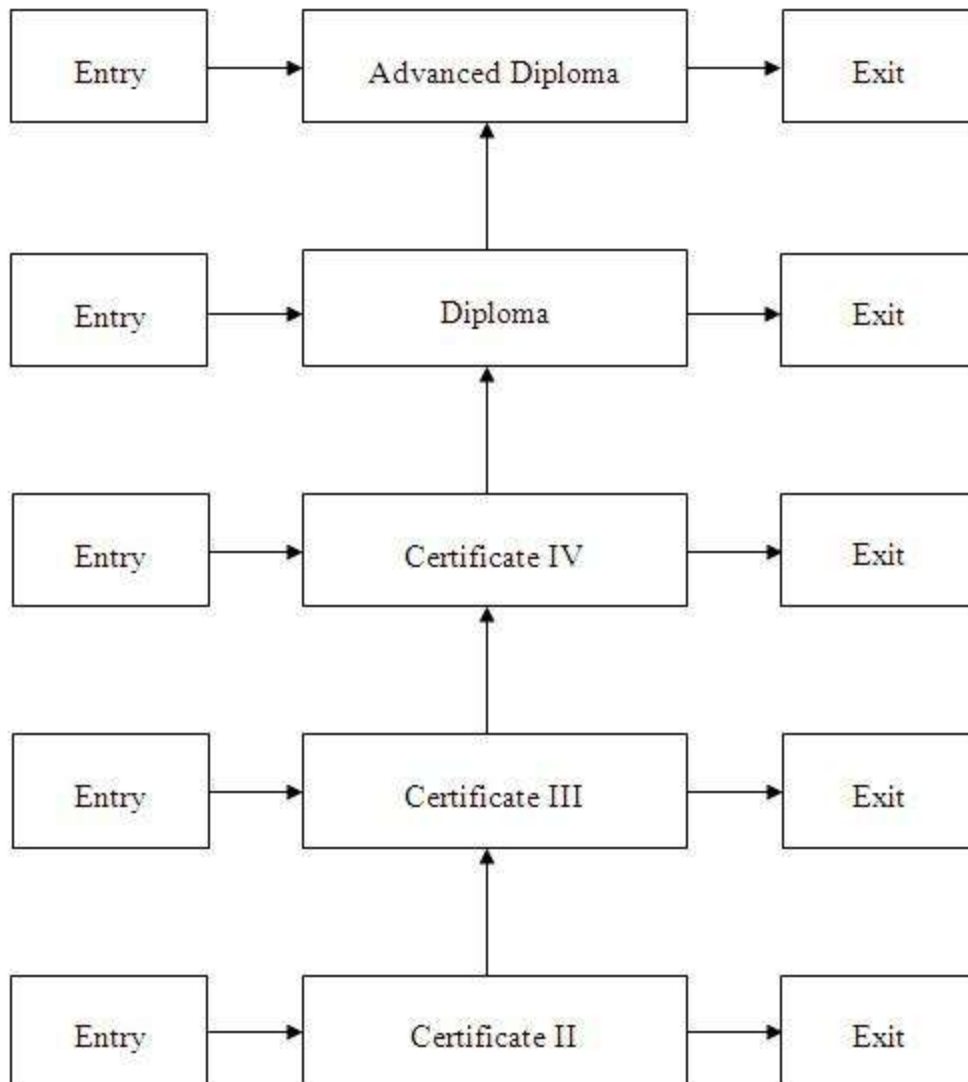 Entry
Advanced Diploma
Exit
Entry
Diploma
Exit
Entry
Certificate IV
Exit
Entry
Certificate III
Exit
Entry
Certificate II
Exit